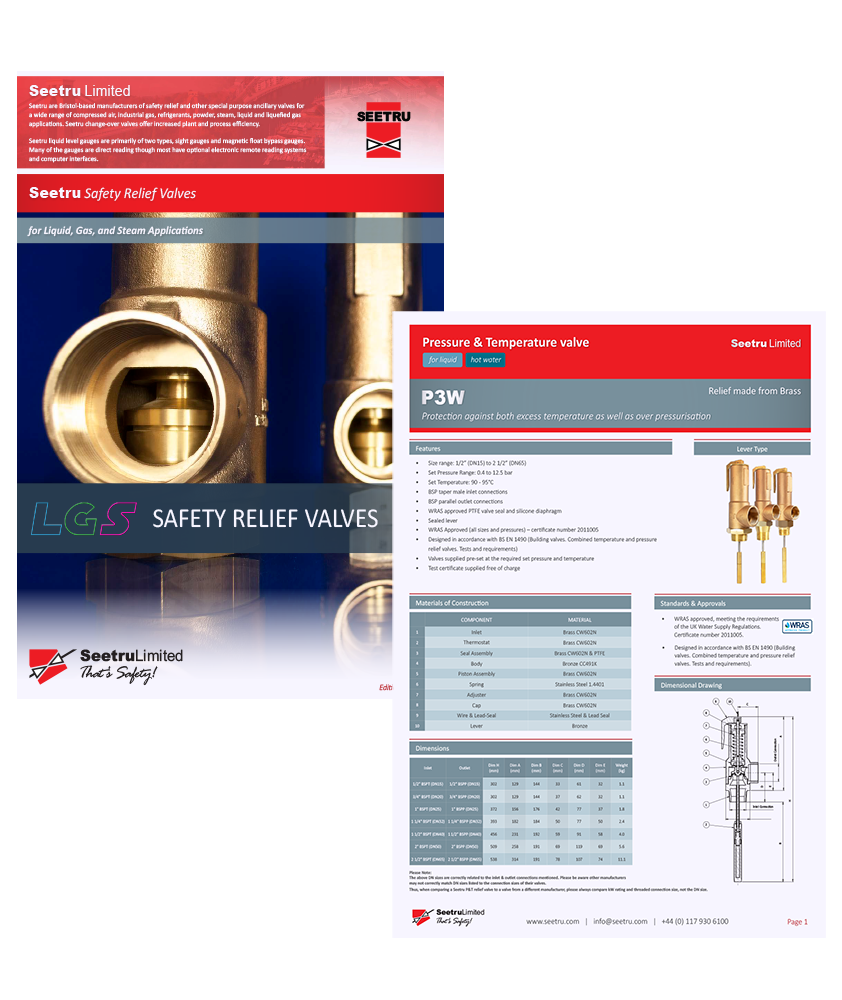 Seetru Limited
Seetru are Bristol-based manufacturers of safety relief and other special purpose ancillary valves for
a wide range of compressed air, industrial gas, refrigerants, powder, steam, liquid and liquefied gas
applications. Seetru change-over valves offer increased plant and process efficiency.
Seetru liquid level gauges are primarily of two types, sight gauges and magnetic float bypass gauges.
Many of the gauges are direct reading though most have optional electronic remote reading systems
and computer interfaces.
SEETRU
Seetru Safety Relief Valves
for Liquid, Gas, and Steam Applications
LGS SAFETY RELIEF VALVES
SeetruLimited
That's Safety!
Pressure & Temperature valve
Seetru Limited
for liquid
hot water
P3W
Relief made from Brass
Protection against both excess temperature as well as over pressurisation
Features
• Size range: 1/2" (DN15) to 2 1/2" (DN65)
• Set Pressure Range: 0.4 to 12.5 bar
• Set Temperature: 90 - 95°C
• BSP taper male inlet connections
• BSP parallel outlet connections
• WRAS approved PTFE valve seal and silicone diaphragm
• Sealed lever
• WRAS Approved (all sizes and pressures) – certificate number 2011005
• Designed in accordance with BS EN 1490 (Building valves. Combined temperature and pressure
relief valves. Tests and requirements)
• Valves supplied pre-set at the required set pressure and temperature
• Test certificate supplied free of charge
Lever Type
Materials of Construction
COMPONENT MATERIAL
1 Inlet Brass CW602N
2 Thermostat Brass CW602N
3 Seal Assembly Brass CW602N & PTFE
4 Body Bronze CC491K
5 Piston Assembly Brass CW602N
6 Spring Stainless Steel 1.4401
7 Adjuster Brass CW602N
8 Cap Brass CW602N
9 Wire & Lead-Seal Stainless Steel & Lead Seal
10 Lever Bronze
Standards & Approvals
• WRAS approved, meeting the requirements
of the UK Water Supply Regulations.
Certificate number 2011005.
WRAS
• Designed in accordance with BS EN 1490 (Building
valves. Combined temperature and pressure relief
valves. Tests and requirements).
Dimensional Drawing
Outlet Connection
Inlet Connection
Dimensions
Inlet Outlet Dim H (mm) Dim A (mm) Dim B (mm) Dim C (mm) Dim D (mm) Dim E (mm) Weight (kg)
1/2" BSPT (DN15) 1/2" BSPP (DN15) 302 129 144 33 61 32 1.1
3/4" BSPT (DN20) 3/4" BSPP (DN20) 302 129 144 37 62 32 1.1
1" BSPT (DN25) 1" BSPP (DN25) 372 156 178 42 77 37 1.8
1 1/4" BSPT (DN32) 1 1/4" BSPP (DN32) 393 182 184 50 77 50 2.4
1 1/2" BSPT (DN40) 1 1/2" BSPP (DN40) 456 231 192 59 91 58 4.0
2" BSPT (DN50) 2" BSPP (DN50) 509 258 191 69 119 69 5.6
2 1/2" BSPT (DN65) 2 1/2" BSPP (DN65) 536 314 191 78 107 74 11.1
Please Note:
The above DN sizes are correctly related to the inlet & outlet connections mentioned. Please be aware other manufacturers
may not correctly match DN sizes listed to the connection sizes of their valves.
Thus, when comparing a Seetru P&T relief valve to a valve from a different manufacturer, please always compare kW rating and threaded connection size, not the DN size.
SeetruLimited
That's Safety!
www.seetru.com | info@seetru.com | +44 (0) 117 930 6100
Page 1